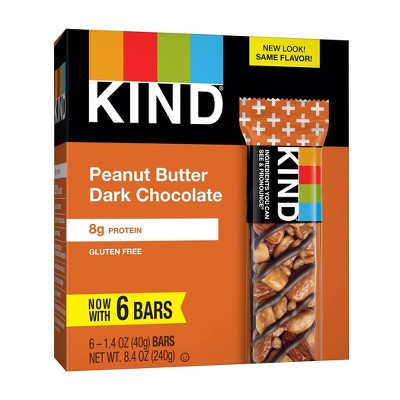 NEW LOOK!
SAME FLAVOR!
KIND®
Peanut Butter
Dark Chocolate
8g PROTEIN
GLUTEN FREE
NOW
WITH 6 BARS
6–1.4 OZ (40g) BARS
NET WT. 8.4 OZ (240g)
KIND
INGREDIENTS YOU CAN
SEE & PRONOUNCE®